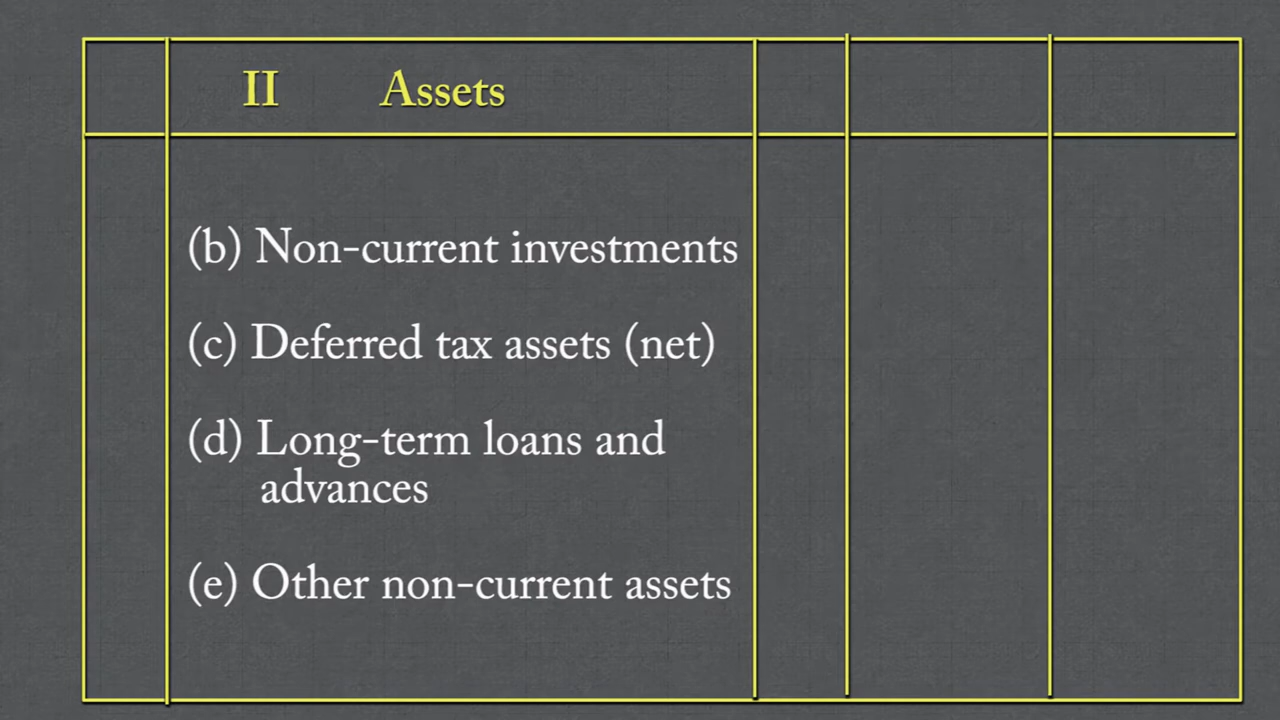 II Assets
(b) Non-current investments
(c) Deferred tax assets (net)
(d) Long-term loans and
advances
(e) Other non-current assets